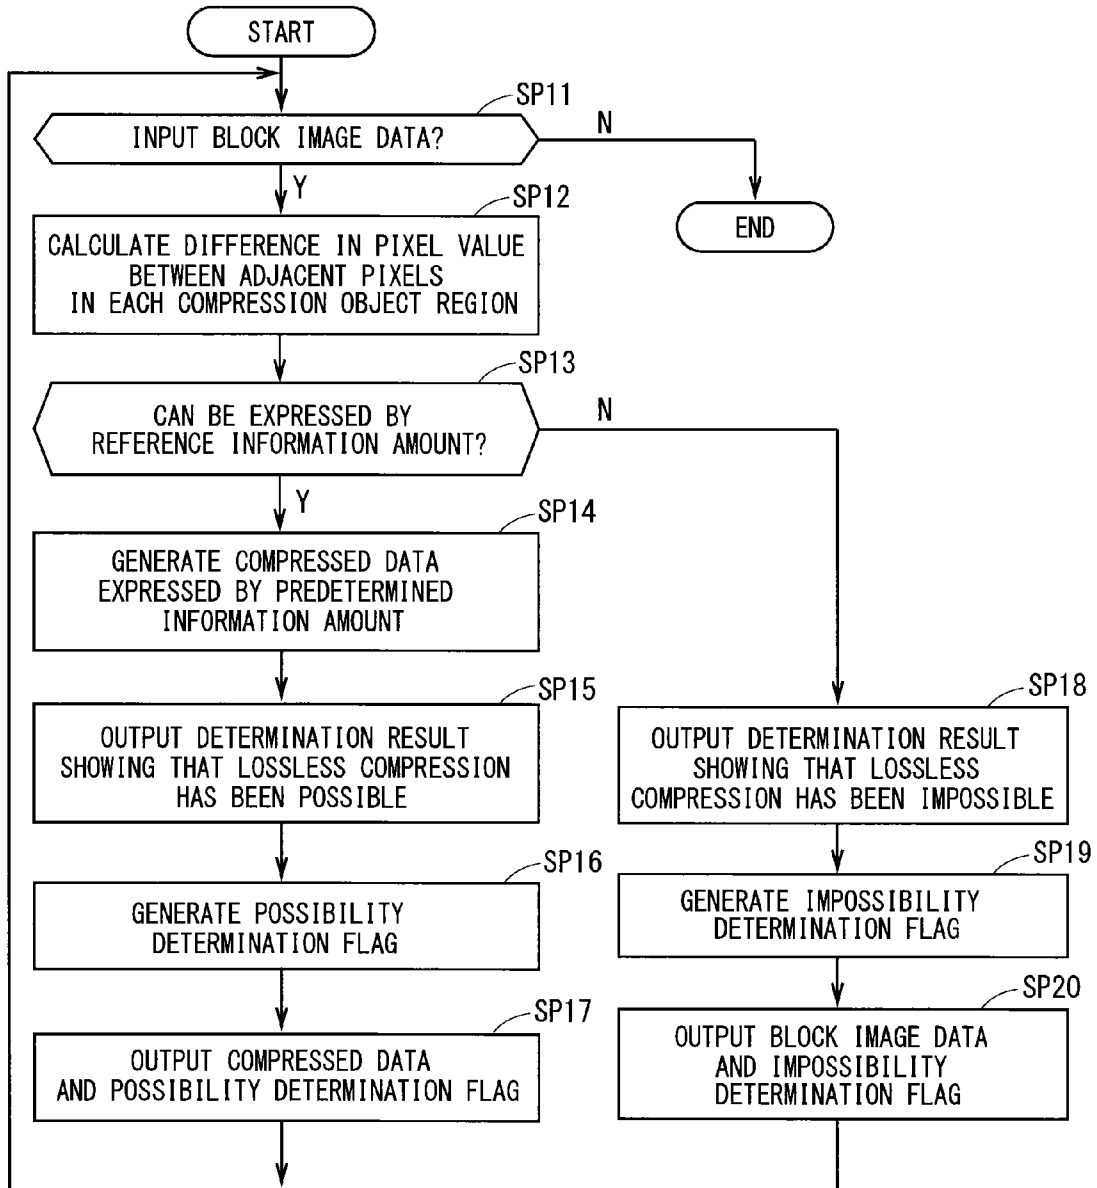 START
SP11
INPUT BLOCK IMAGE DATA?
N
Y
END
SP12
CALCULATE DIFFERENCE IN PIXEL VALUE
BETWEEN ADJACENT PIXELS
IN EACH COMPRESSION OBJECT REGION
SP13
CAN BE EXPRESSED BY
REFERENCE INFORMATION AMOUNT?
N
Y
SP14
GENERATE COMPRESSED DATA
EXPRESSED BY PREDETERMINED
INFORMATION AMOUNT
SP15
OUTPUT DETERMINATION RESULT
SHOWING THAT LOSSLESS COMPRESSION
HAS BEEN POSSIBLE
SP16
GENERATE POSSIBILITY
DETERMINATION FLAG
SP17
OUTPUT COMPRESSED DATA
AND POSSIBILITY DETERMINATION FLAG
SP18
OUTPUT DETERMINATION RESULT
SHOWING THAT LOSSLESS
COMPRESSION HAS BEEN IMPOSSIBLE
SP19
GENERATE IMPOSSIBILITY
DETERMINATION FLAG
SP20
OUTPUT BLOCK IMAGE DATA
AND IMPOSSIBILITY
DETERMINATION FLAG